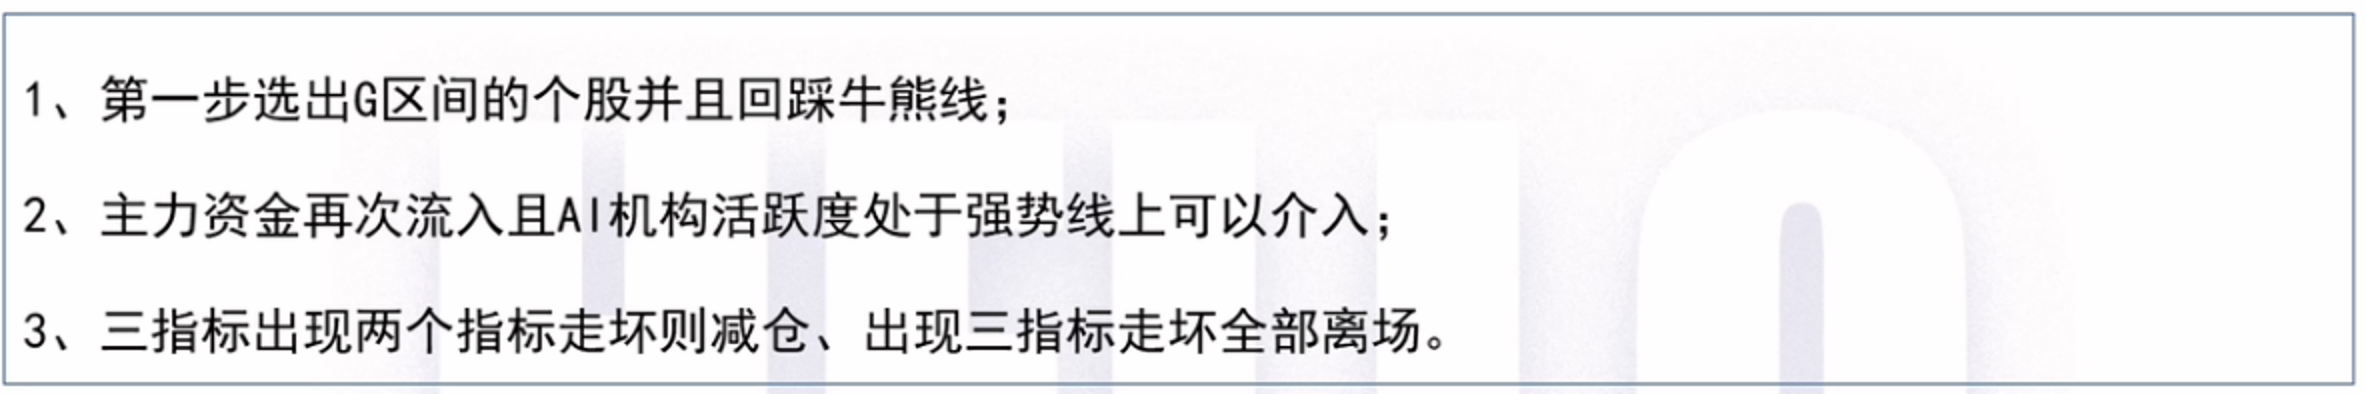 1、第一步选出G区间的个股并且回踩牛熊线；
2、主力资金再次流入且AI机构活跃度处于强势线上可以介入；
3、三指标出现两个指标走坏则减仓、出现三指标走坏全部离场。